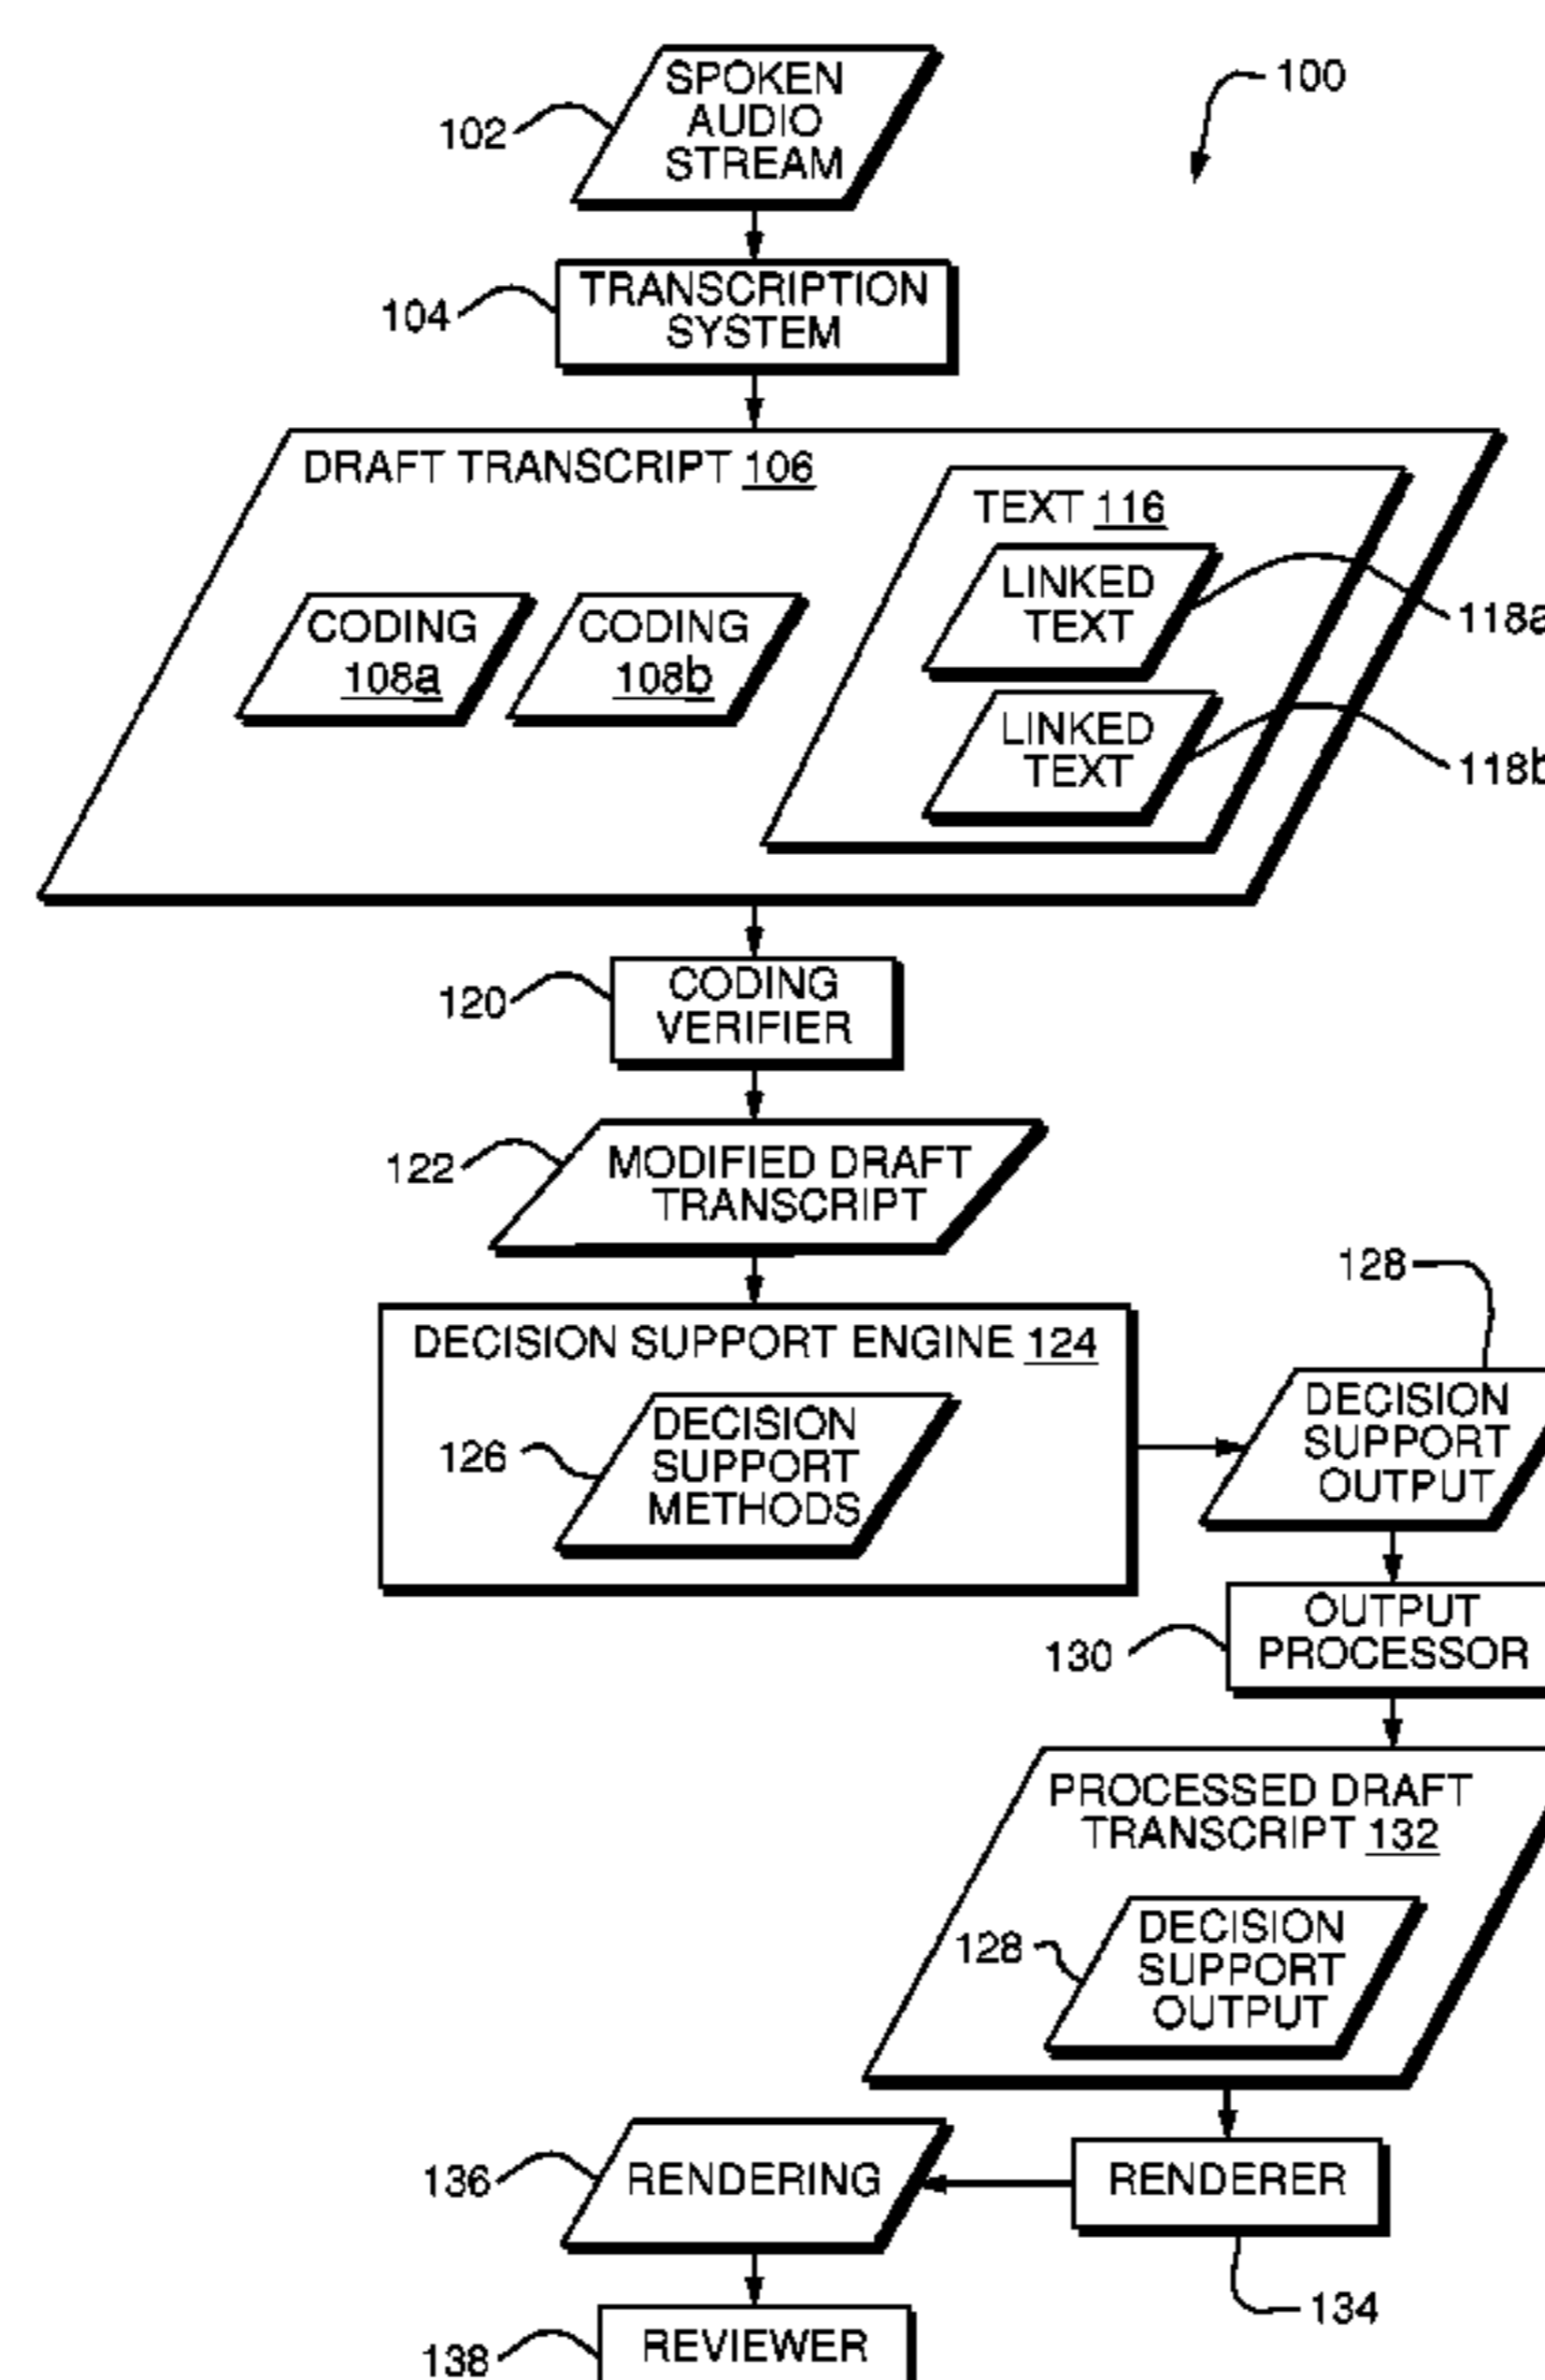 100
SPOKEN
AUDIO
STREAM
102
TRANSCRIPTION
SYSTEM
104
DRAFT TRANSCRIPT 106
TEXT 116
LINKED
TEXT
118a
CODING
108a
CODING
108b
LINKED
TEXT
118b
CODING
VERIFIER
120
MODIFIED DRAFT
TRANSCRIPT
122
128
DECISION SUPPORT ENGINE 124
DECISION
SUPPORT
METHODS
126
DECISION
SUPPORT
OUTPUT
OUTPUT
PROCESSOR
130
PROCESSED DRAFT
TRANSCRIPT 132
DECISION
SUPPORT
OUTPUT
128
136
RENDERING
RENDERER
134
REVIEWER
138